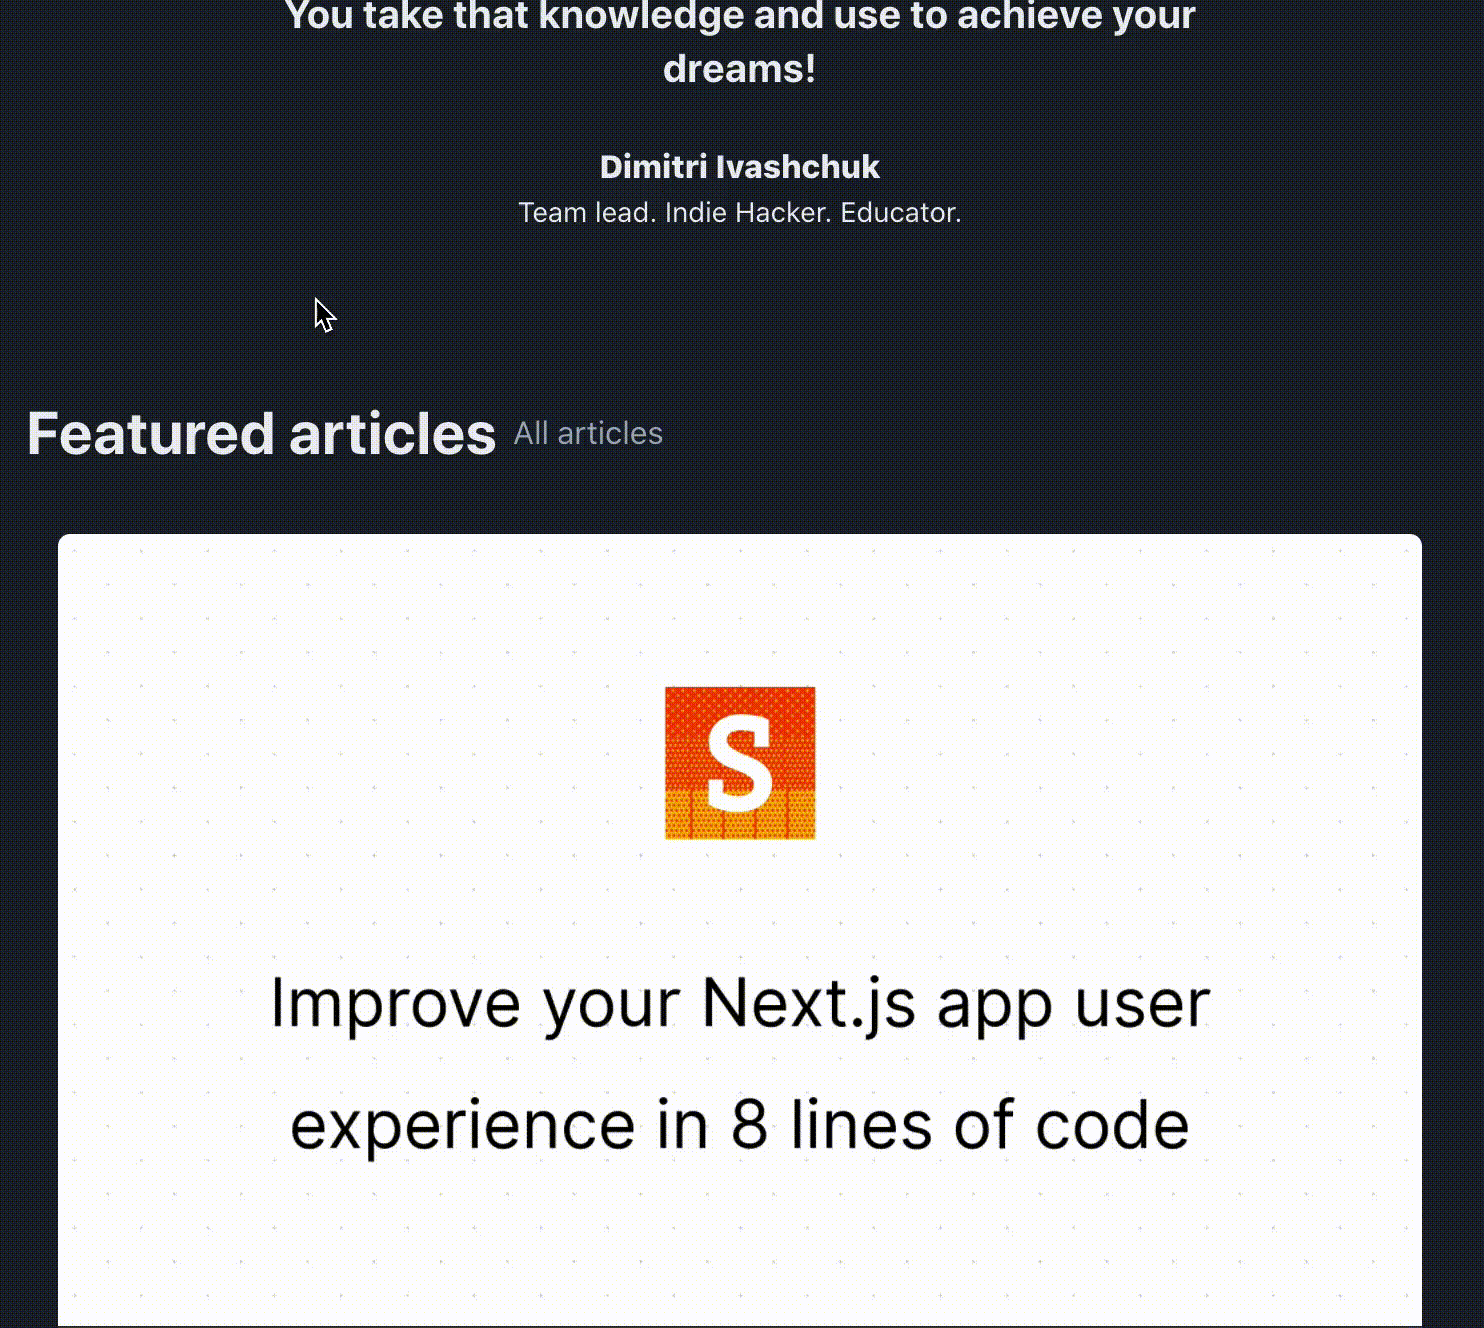 You take that knowledge and use to achieve your
dreams!
Dimitri Ivashchuk
Team lead. Indie Hacker. Educator.
Featured articles All articles
S
Improve your Next.js app user
experience in 8 lines of code